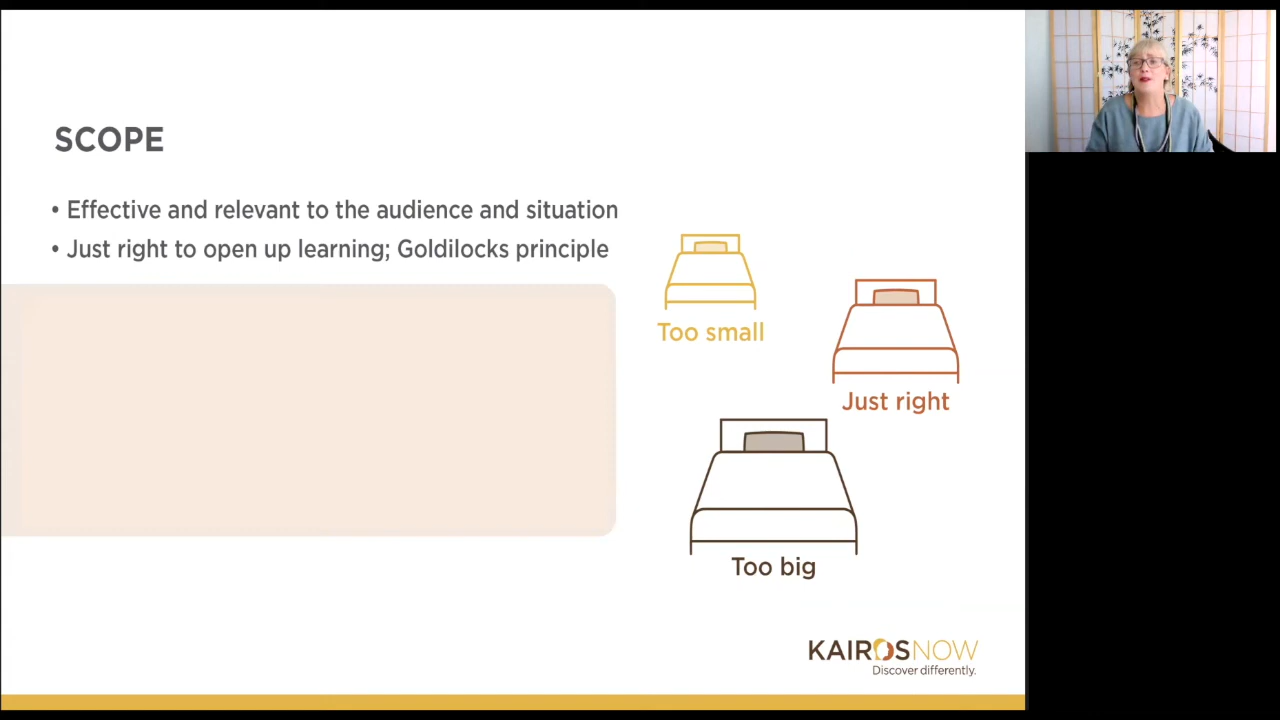 SCOPE
• Effective and relevant to the audience and situation
• Just right to open up learning; Goldilocks principle
Too small
Just right
Too big
KAIROSNOW
Discover differently.